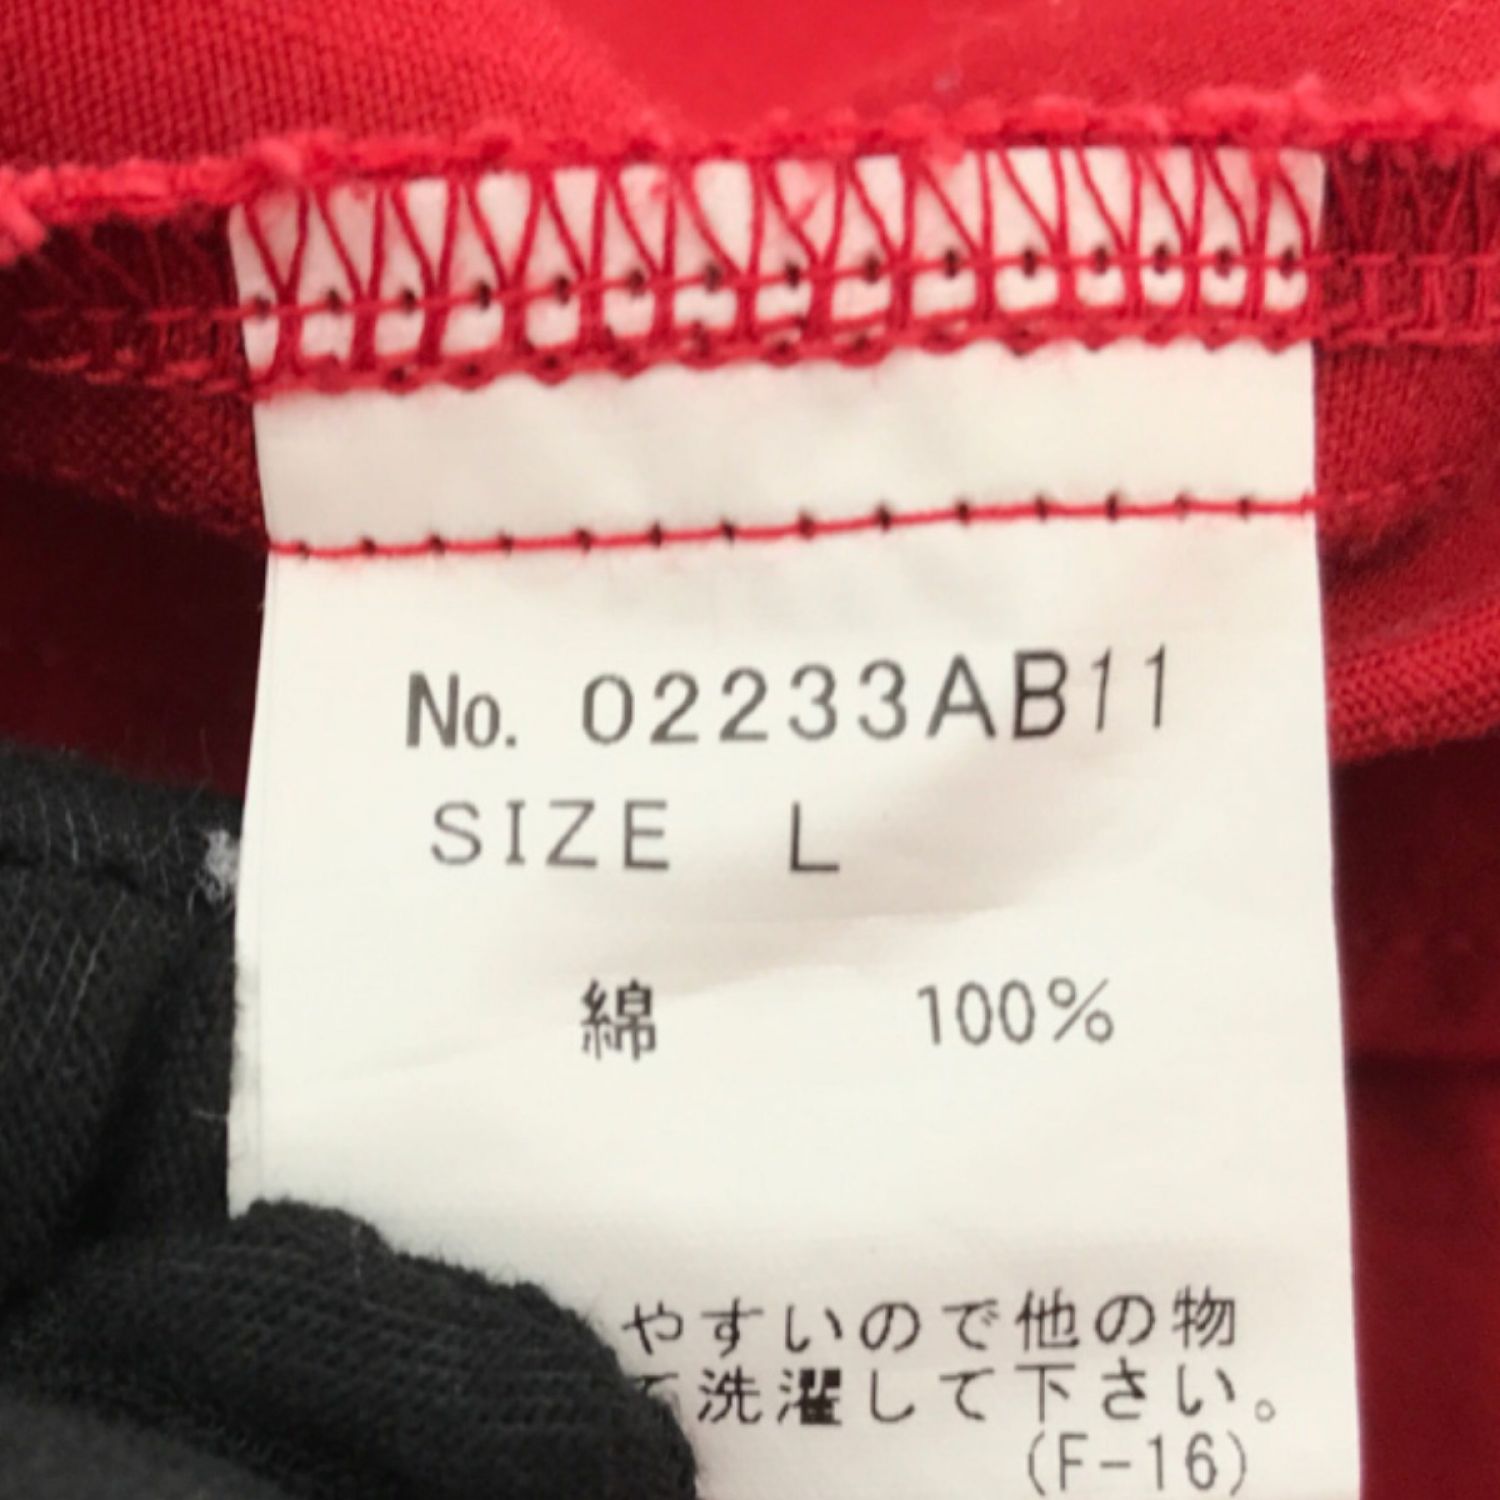 No. 02233AB11
SIZE L
綿 100%
やすいので他の物
て洗濯して下さい。
(F-16)